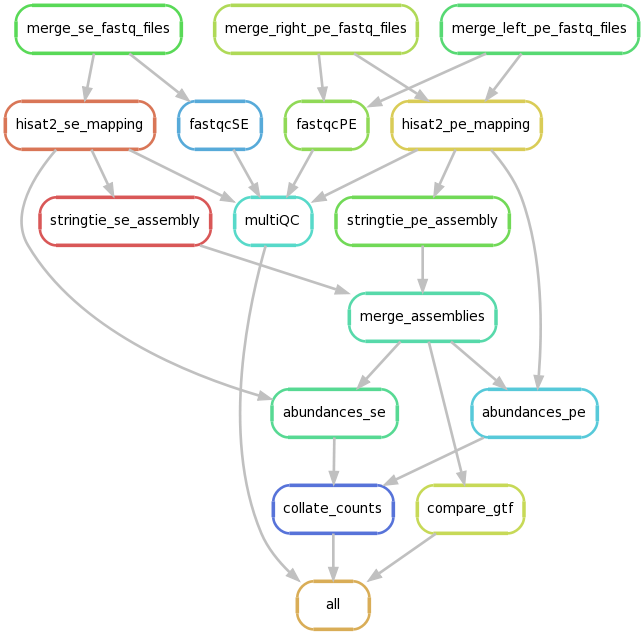 merge_se_fastq_files
merge_right_pe_fastq_files
merge_left_pe_fastq_files
hisat2_se_mapping
fastqcSE
fastqcPE
hisat2_pe_mapping
stringtie_se_assembly
multiQC
stringtie_pe_assembly
merge_assemblies
abundances_se
abundances_pe
collate_counts
compare_gtf
all